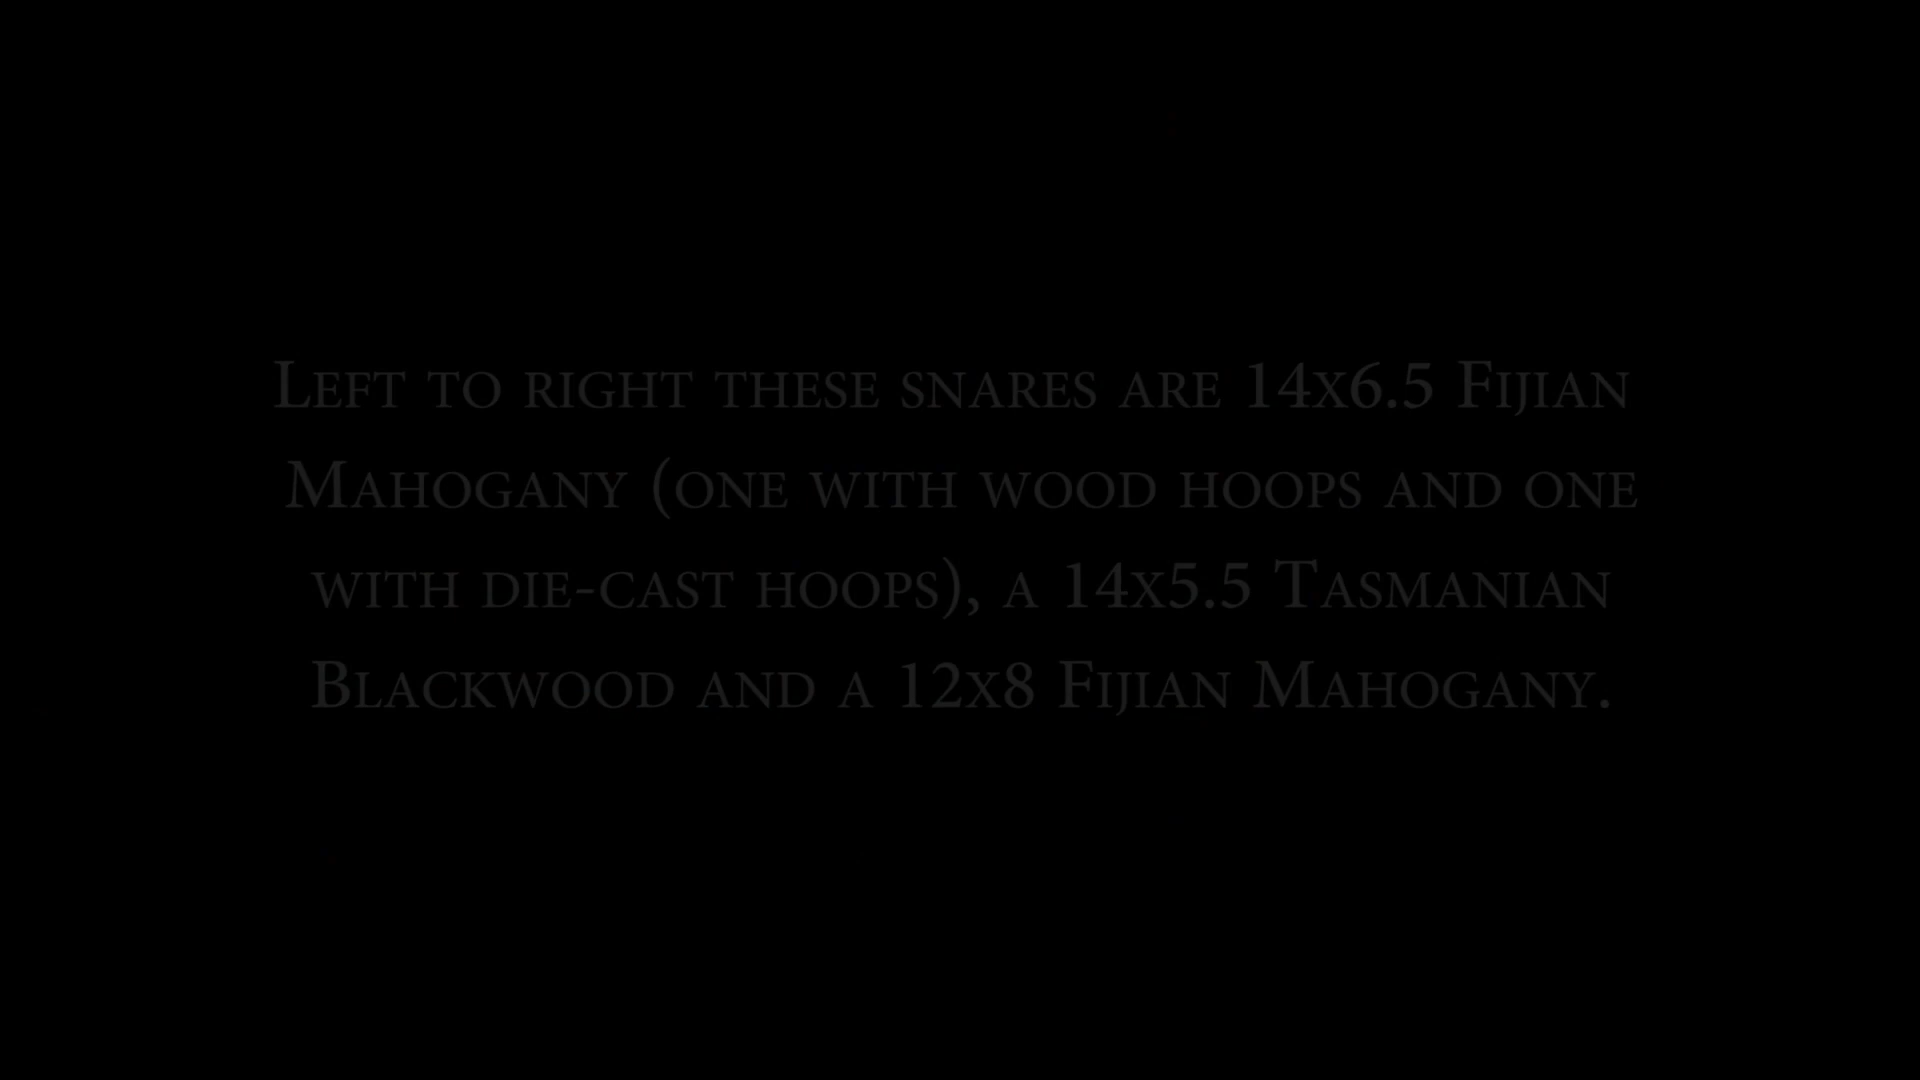 Left to right these snares are 14x6.5 Fijian
Mahogany (one with wood hoops and one
with die-cast hoops), a 14x5.5 Tasmanian
Blackwood and a 12x8 Fijian Mahogany.